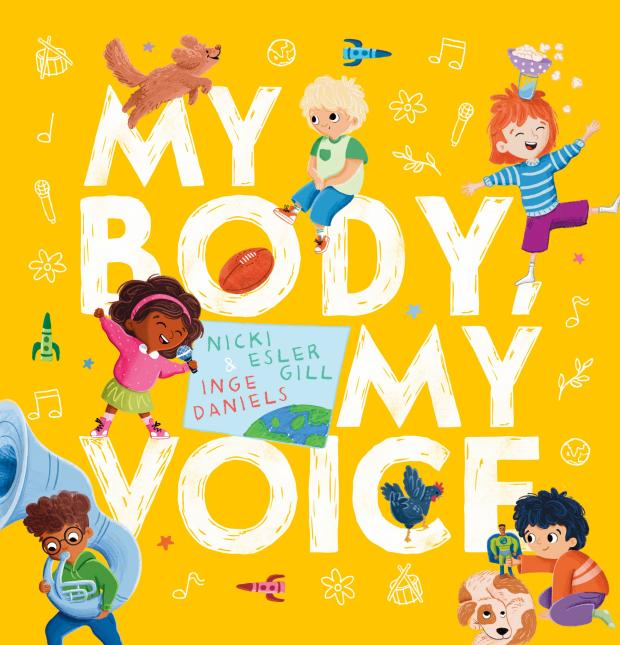 MY
BODY,
MY
VOICE
NICKI
& ESLER
GILL
INGE
DANIELS